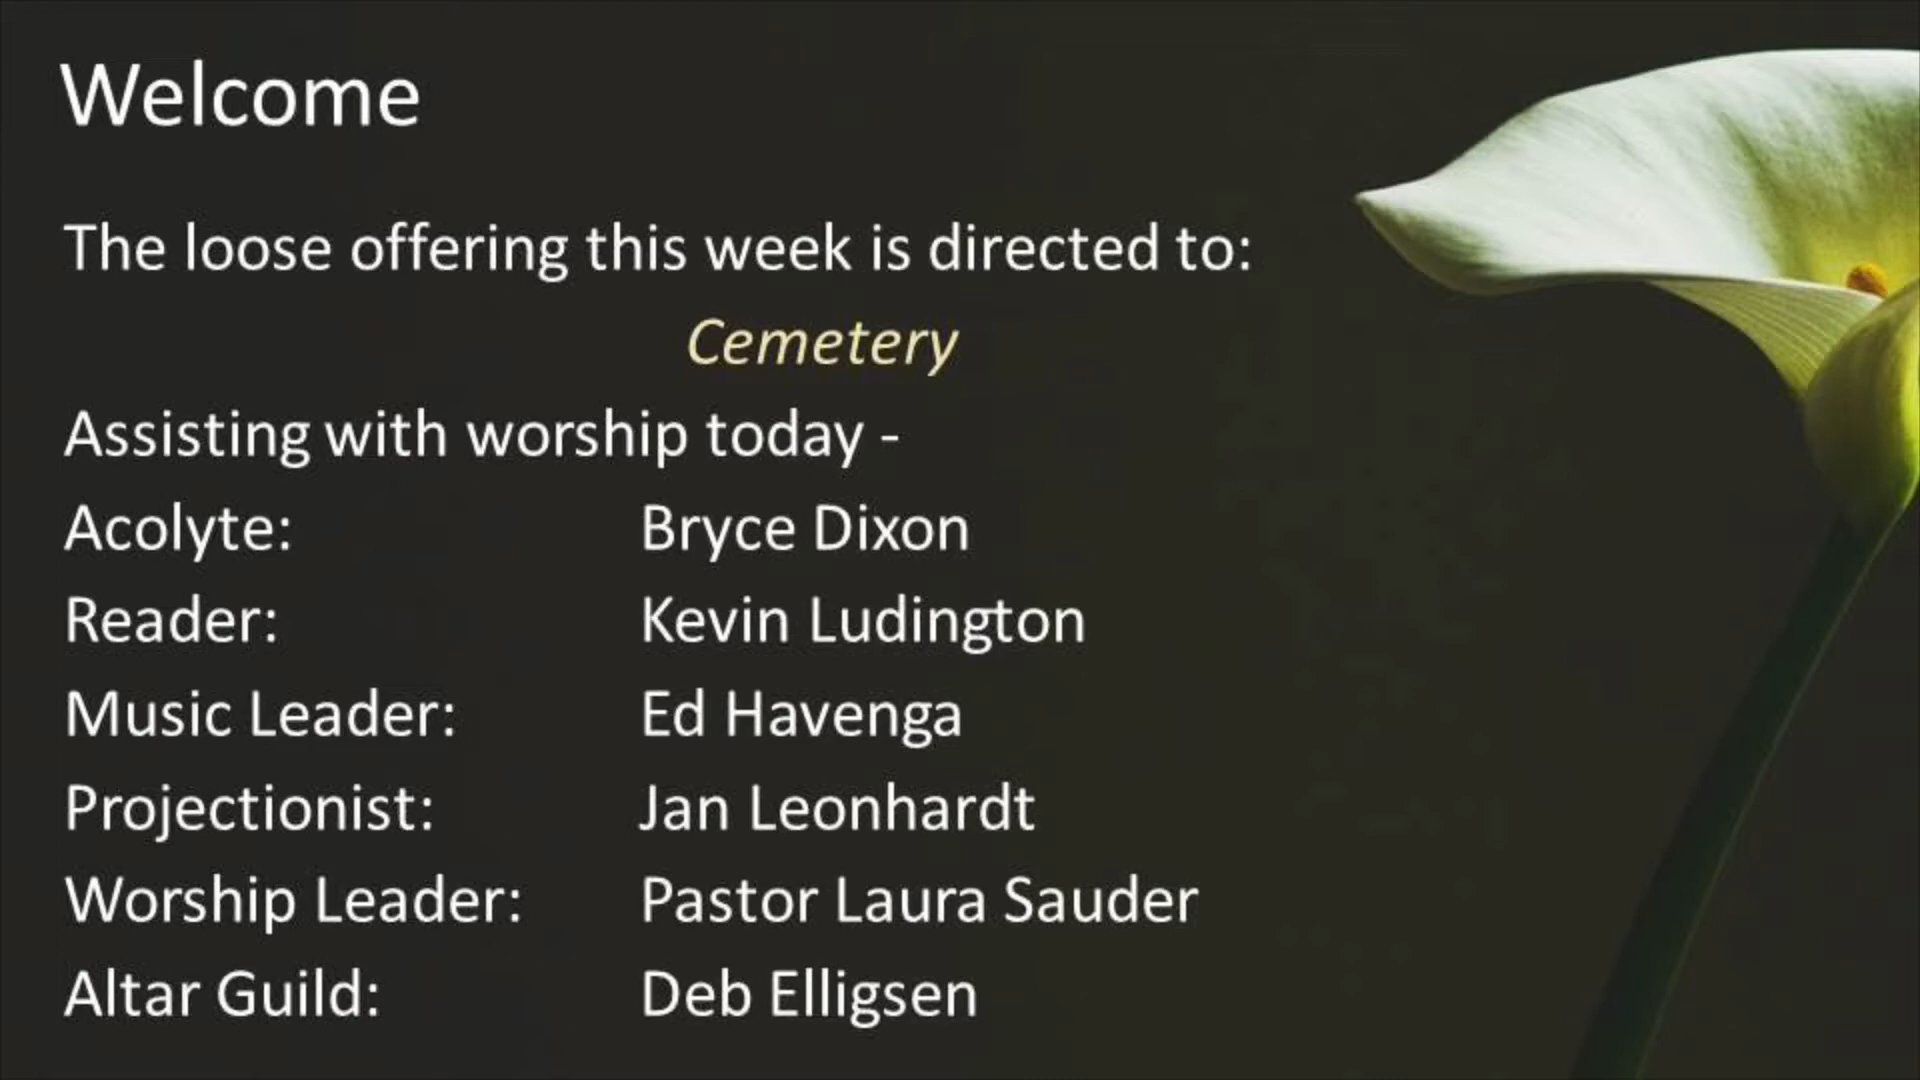 Welcome
The loose offering this week is directed to:
Cemetery
Assisting with worship today -
Acolyte: Bryce Dixon
Reader: Kevin Ludington
Music Leader: Ed Havenga
Projectionist: Jan Leonhardt
Worship Leader: Pastor Laura Sauder
Altar Guild: Deb Elligsen